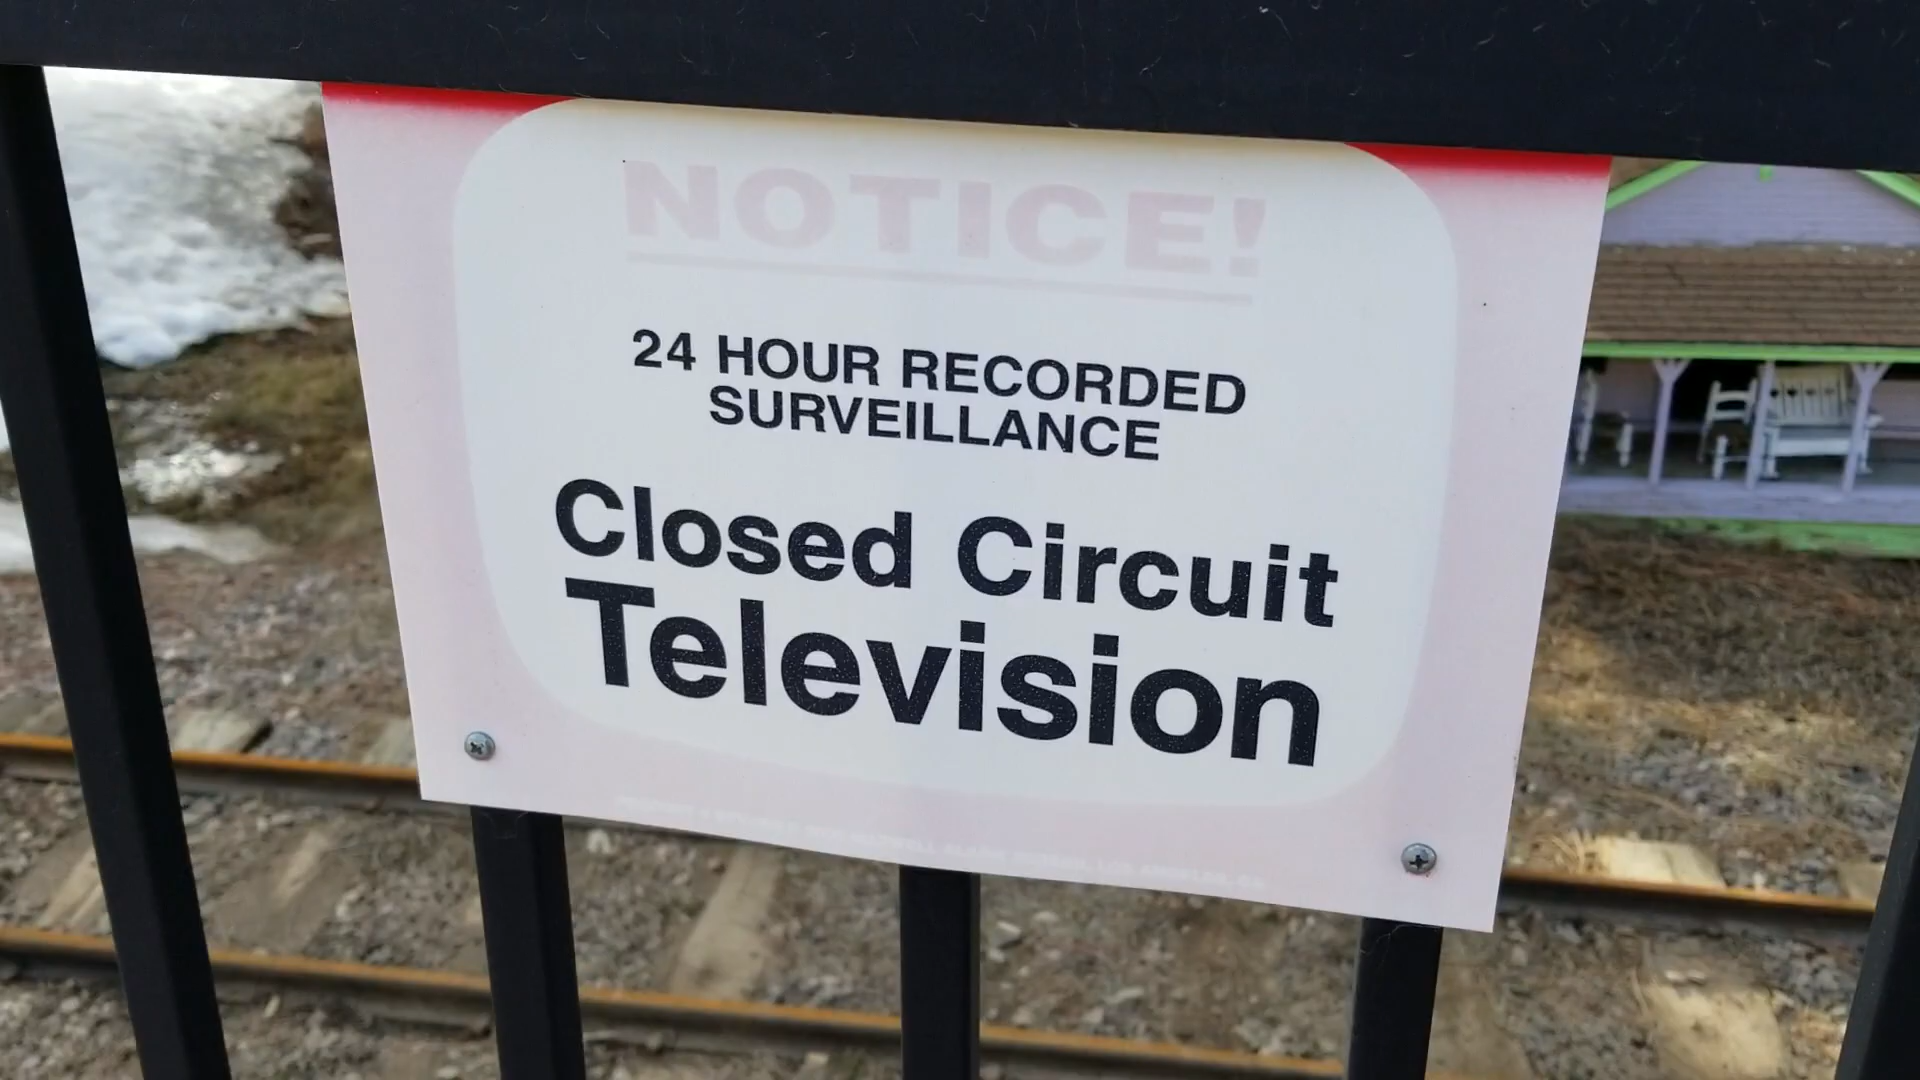 NOTICE!
24 HOUR RECORDED
SURVEILLANCE
Closed Circuit
Television